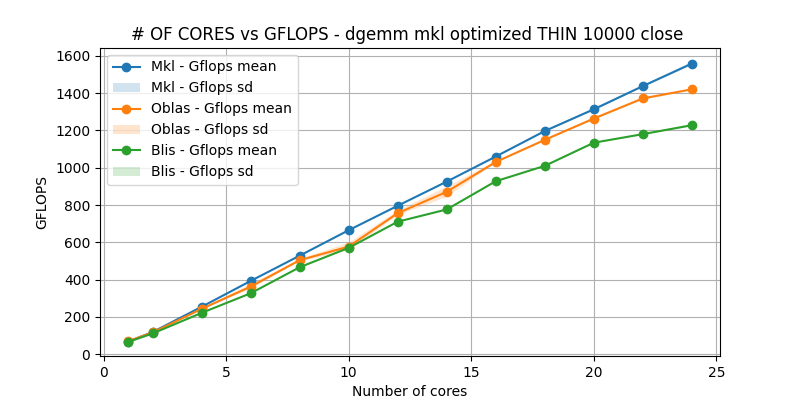 # OF CORES vs GFLOPS - dgemm mkl optimized THIN 10000 close
1600
1400
1200
1000
800
600
400
200
0
GFLOPS
Mkl - Gflops mean
Mkl - Gflops sd
Oblas - Gflops mean
Oblas - Gflops sd
Blis - Gflops mean
Blis - Gflops sd
0 5 10 15 20 25
Number of cores